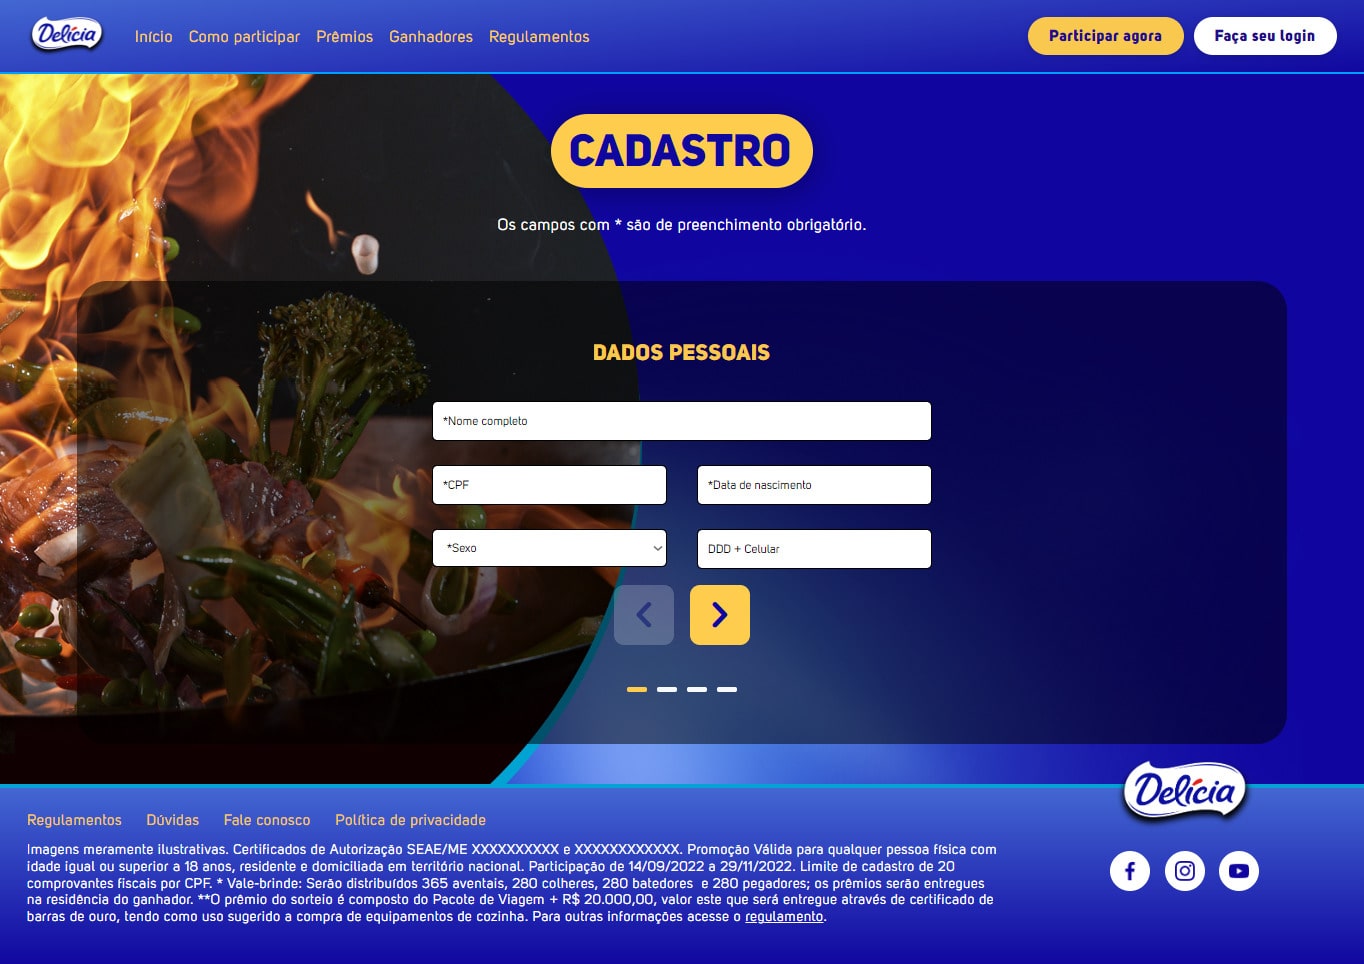 Delícia
Início Como participar Prêmios Ganhadores Regulamentos
Participar agora
Faça seu login
CADASTRO
Os campos com * são de preenchimento obrigatório.
DADOS PESSOAIS
*Nome completo
*CPF
*Data de nascimento
*Sexo
DDD + Celular
Delícia
Regulamentos Dúvidas Fale conosco Política de privacidade
Imagens meramente ilustrativas. Certificados de Autorização SEAE/ME XXXXXXXXXX e XXXXXXXXXXXX. Promoção Válida para qualquer pessoa física com
idade igual ou superior a 18 anos, residente e domiciliada em território nacional. Participação de 14/09/2022 a 29/11/2022. Limite de cadastro de 20
comprovantes fiscais por CPF. * Vale-brinde: Serão distribuídos 365 aventais, 280 colheres, 280 batedores e 280 pegadores; os prêmios serão entregues
na residência do ganhador. **O prêmio do sorteio é composto do Pacote de Viagem + R$ 20.000,00, valor este que será entregue através de certificado de
barras de ouro, tendo como uso sugerido a compra de equipamentos de cozinha. Para outras informações acesse o regulamento.